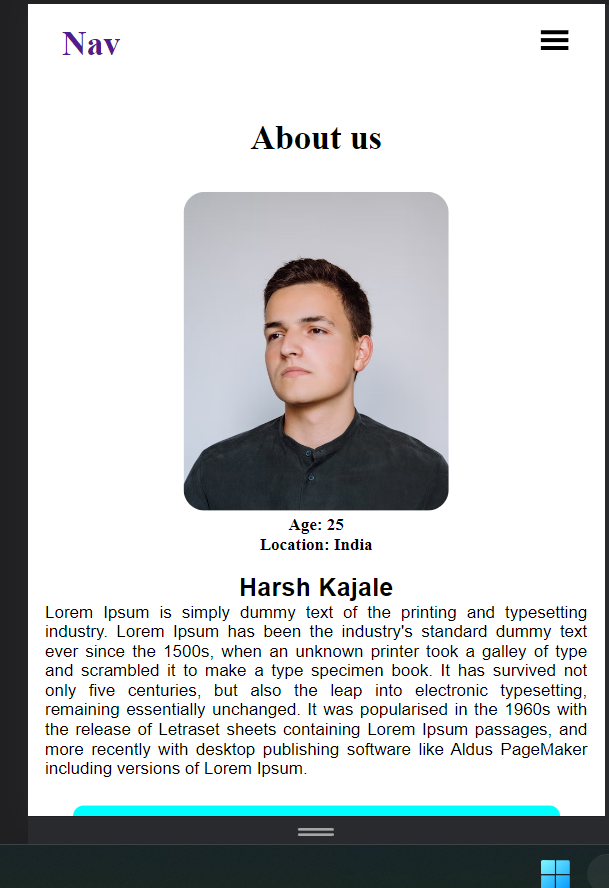 Nav
About us
Age: 25
Location: India
Harsh Kajale
Lorem Ipsum is simply dummy text of the printing and typesetting
industry. Lorem Ipsum has been the industry's standard dummy text
ever since the 1500s, when an unknown printer took a galley of type
and scrambled it to make a type specimen book. It has survived not
only five centuries, but also the leap into electronic typesetting,
remaining essentially unchanged. It was popularised in the 1960s with
the release of Letraset sheets containing Lorem Ipsum passages, and
more recently with desktop publishing software like Aldus PageMaker
including versions of Lorem Ipsum.